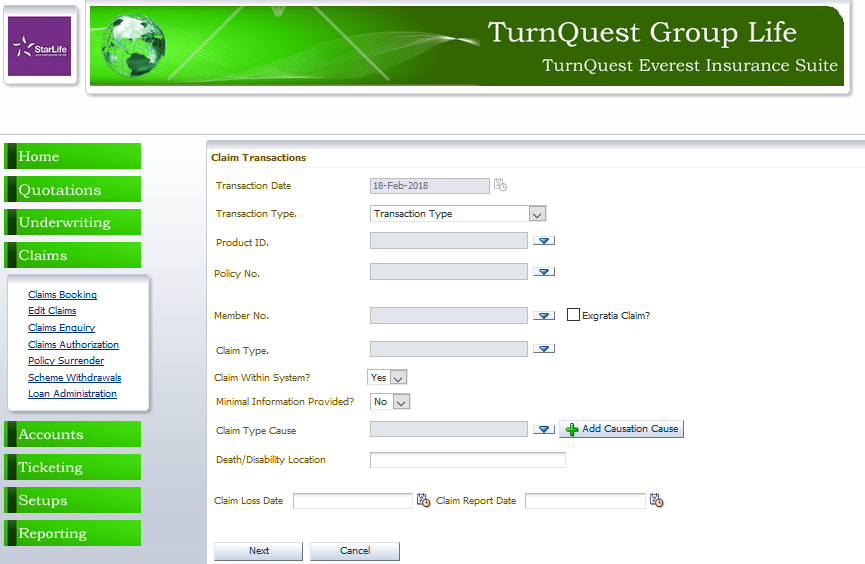 StarLife
TurnQuest Group Life
TurnQuest Everest Insurance Suite
Home
Quotations
Underwriting
Claims
Claims Booking
Edit Claims
Claims Enquiry
Claims Authorization
Policy Surrender
Scheme Withdrawals
Loan Administration
Accounts
Ticketing
Setups
Reporting
Claim Transactions
Transaction Date 18-Feb-2018
Transaction Type. Transaction Type
Product ID.
Policy No.
Member No. Exgratia Claim?
Claim Type.
Claim Within System? Yes
Minimal Information Provided? No
Claim Type Cause Add Causation Cause
Death/Disability Location
Claim Loss Date Claim Report Date
Next Cancel